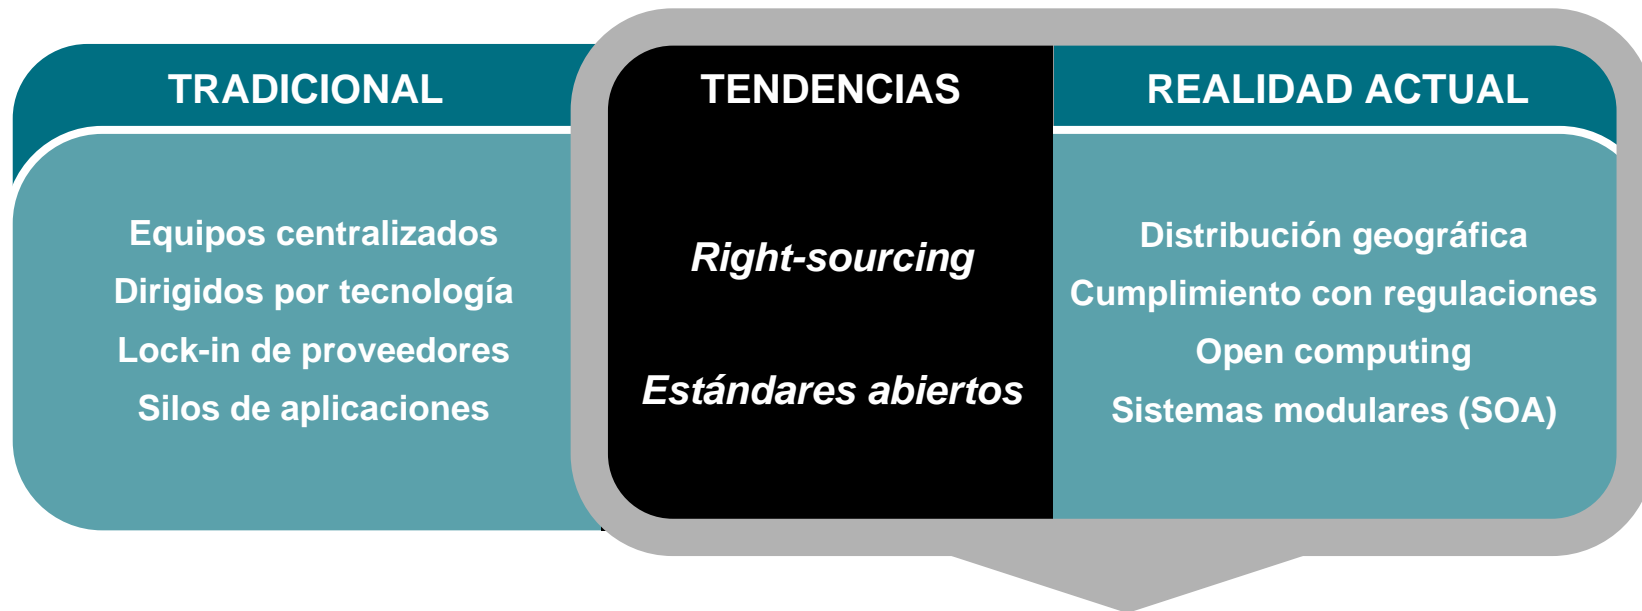 TRADICIONAL
Equipos centralizados
Dirigidos por tecnología
Lock-in de proveedores
Silos de aplicaciones
TENDENCIAS
Right-sourcing
Estándares abiertos
REALIDAD ACTUAL
Distribución geográfica
Cumplimiento con regulaciones
Open computing
Sistemas modulares (SOA)